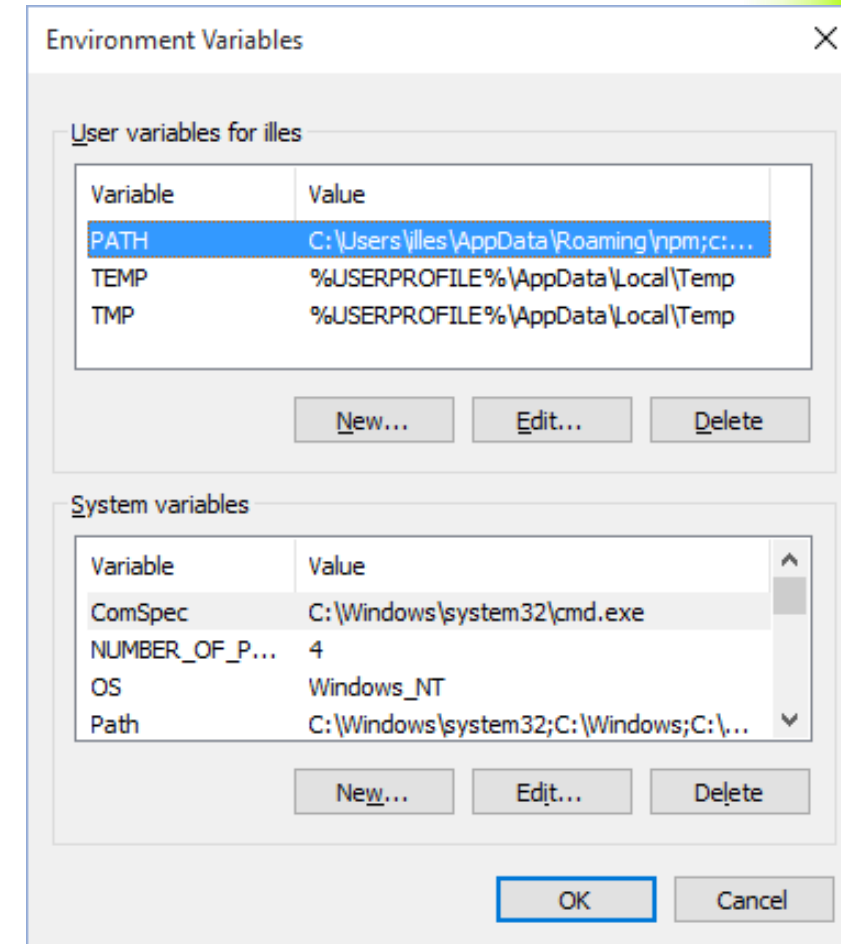 Environment Variables
User variables for illes
Variable Value
PATH C:\Users\illes\AppData\Roaming\npm;c:...
TEMP %USERPROFILE%\AppData\Local\Temp
TMP %USERPROFILE%\AppData\Local\Temp
New... Edit... Delete
System variables
Variable Value
ComSpec C:\Windows\system32\cmd.exe
NUMBER_OF_P... 4
OS Windows_NT
Path C:\Windows\system32;C:\Windows;C:\...
New... Edit... Delete
OK Cancel